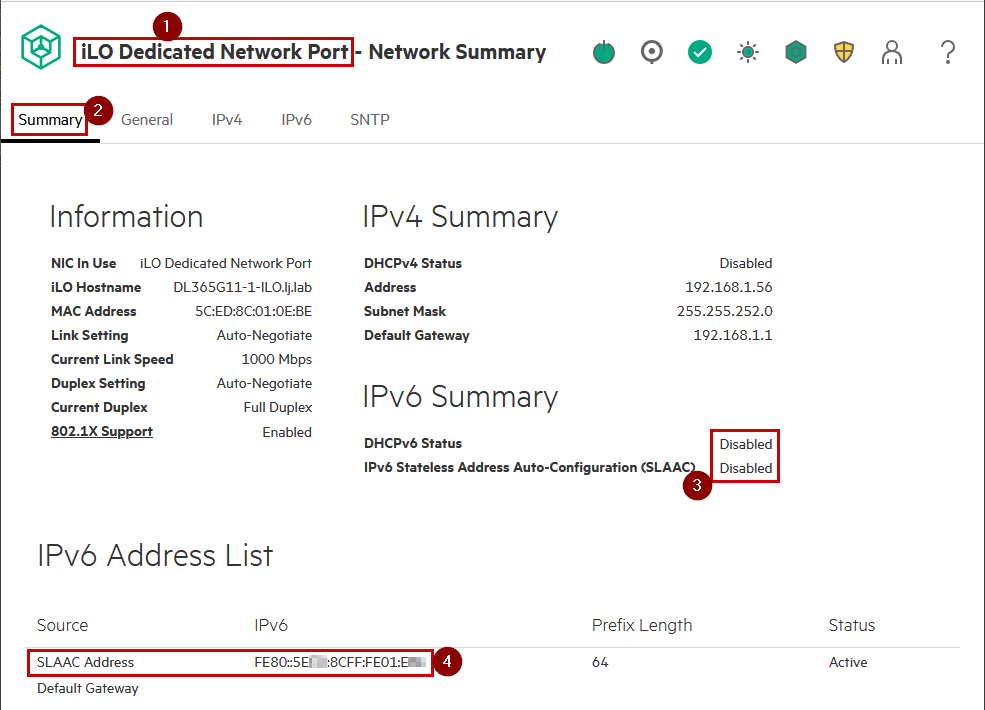 1
iLO Dedicated Network Port - Network Summary
?
Summary 2 General IPv4 IPv6 SNTP
Information
NIC In Use iLO Dedicated Network Port
iLO Hostname DL365G11-1-ILO.lj.lab
MAC Address 5C:ED:8C:01:0E:BE
Link Setting Auto-Negotiate
Current Link Speed 1000 Mbps
Duplex Setting Auto-Negotiate
Current Duplex Full Duplex
802.1X Support Enabled
IPv4 Summary
DHCPv4 Status Disabled
Address 192.168.1.56
Subnet Mask 255.255.252.0
Default Gateway 192.168.1.1
IPv6 Summary
DHCPv6 Status Disabled
IPv6 Stateless Address Auto-Configuration (SLAAC) Disabled
3
IPv6 Address List
Source IPv6 Prefix Length Status
SLAAC Address FE80::5E :8CFF:FE01:E 4 64 Active
Default Gateway